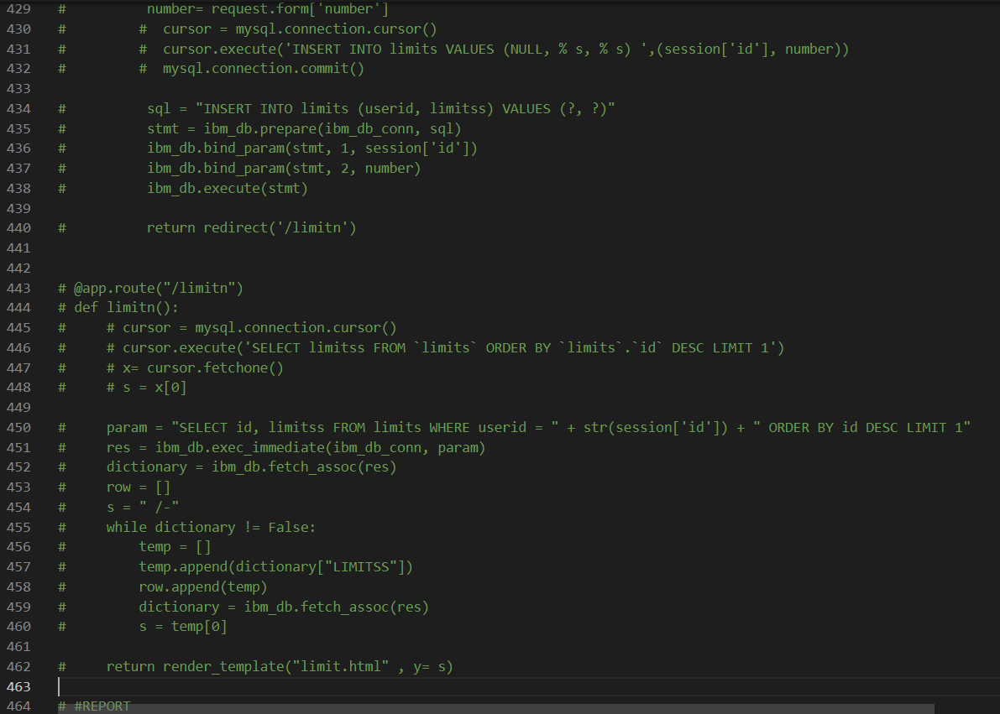 429 #          number= request.form['number']
430 #         #  cursor = mysql.connection.cursor()
431 #         #  cursor.execute('INSERT INTO limits VALUES (NULL, % s, % s) ',(session['id'], number))
432 #         #  mysql.connection.commit()
433
434 #          sql = "INSERT INTO limits (userid, limitss) VALUES (?, ?)"
435 #          stmt = ibm_db.prepare(ibm_db_conn, sql)
436 #          ibm_db.bind_param(stmt, 1, session['id'])
437 #          ibm_db.bind_param(stmt, 2, number)
438 #          ibm_db.execute(stmt)
439
440 #          return redirect('/limitn')
441
442
443 # @app.route("/limitn")
444 # def limitn():
445 #     # cursor = mysql.connection.cursor()
446 #     # cursor.execute('SELECT limitss FROM `limits` ORDER BY `limits`.`id` DESC LIMIT 1')
447 #     # x= cursor.fetchone()
448 #     # s = x[0]
449
450 #     param = "SELECT id, limitss FROM limits WHERE userid = " + str(session['id']) + " ORDER BY id DESC LIMIT 1"
451 #     res = ibm_db.exec_immediate(ibm_db_conn, param)
452 #     dictionary = ibm_db.fetch_assoc(res)
453 #     row = []
454 #     s = " /-"
455 #     while dictionary != False:
456 #         temp = []
457 #         temp.append(dictionary["LIMITSS"])
458 #         row.append(temp)
459 #         dictionary = ibm_db.fetch_assoc(res)
460 #         s = temp[0]
461
462 #     return render_template("limit.html" , y= s)
463
464 # #REPORT